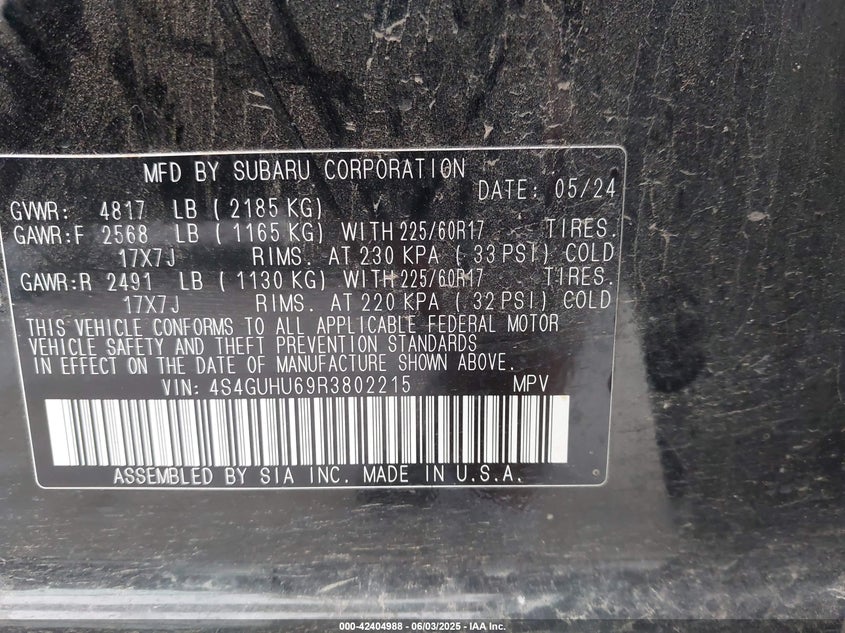 MFD BY SUBARU CORPORATION
DATE: 05/24
GVWR: 4817 LB ( 2185 KG)
GAWR:F 2568 LB ( 1165 KG) WITH 225/60R17 TIRES.
17X7J RIMS. AT 230 KPA ( 33 PSI) COLD
GAWR:R 2491 LB ( 1130 KG) WITH 225/60R17 TIRES.
17X7J RIMS. AT 220 KPA ( 32 PSI) COLD
THIS VEHICLE CONFORMS TO ALL APPLICABLE FEDERAL MOTOR
VEHICLE SAFETY AND THEFT PREVENTION STANDARDS
IN EFFECT ON THE DATE OF MANUFACTURE SHOWN ABOVE.
VIN: 4S4GUHU69R3802215 MPV
ASSEMBLED BY SIA INC. MADE IN U.S.A.
000-42404988 - 06/03/2025 - IAA Inc.